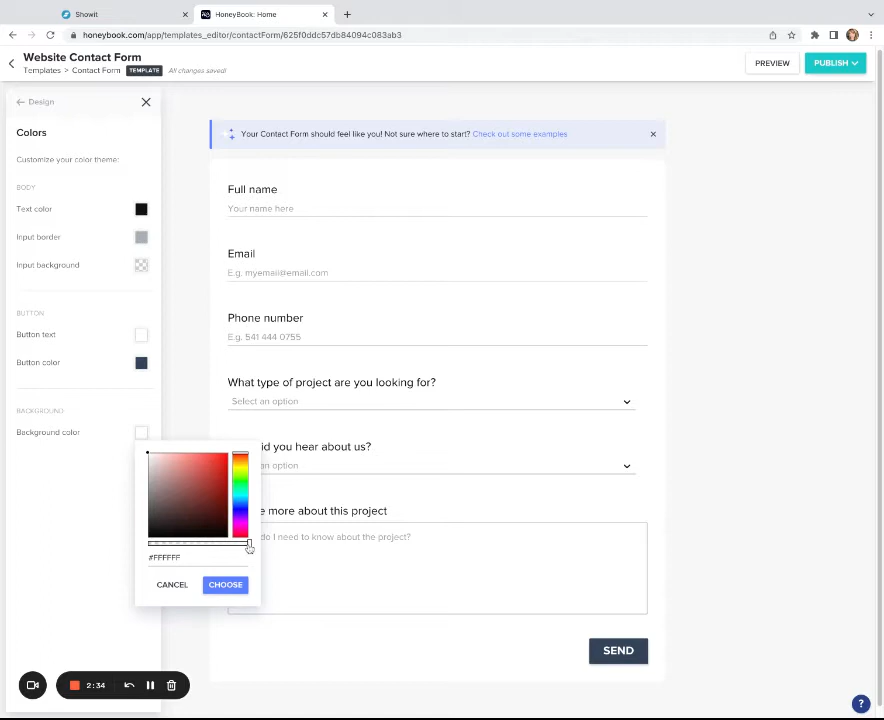 Showit
HoneyBook: Home
honeybook.com/app/templates_editor/contactForm/625f0ddc57db84094c083ab3
Website Contact Form
Templates > Contact Form TEMPLATE All changes saved!
PREVIEW
PUBLISH
Design
Colors
Customize your color theme:
BODY
Text color
Input border
Input background
BUTTON
Button text
Button color
BACKGROUND
Background color
#FFFFFF
CANCEL
CHOOSE
Your Contact Form should feel like you! Not sure where to start? Check out some examples
Full name
Your name here
Email
E.g. myemail@email.com
Phone number
E.g. 541 444 0755
What type of project are you looking for?
Select an option
id you hear about us?
an option
e more about this project
do I need to know about the project?
SEND
2:34
?